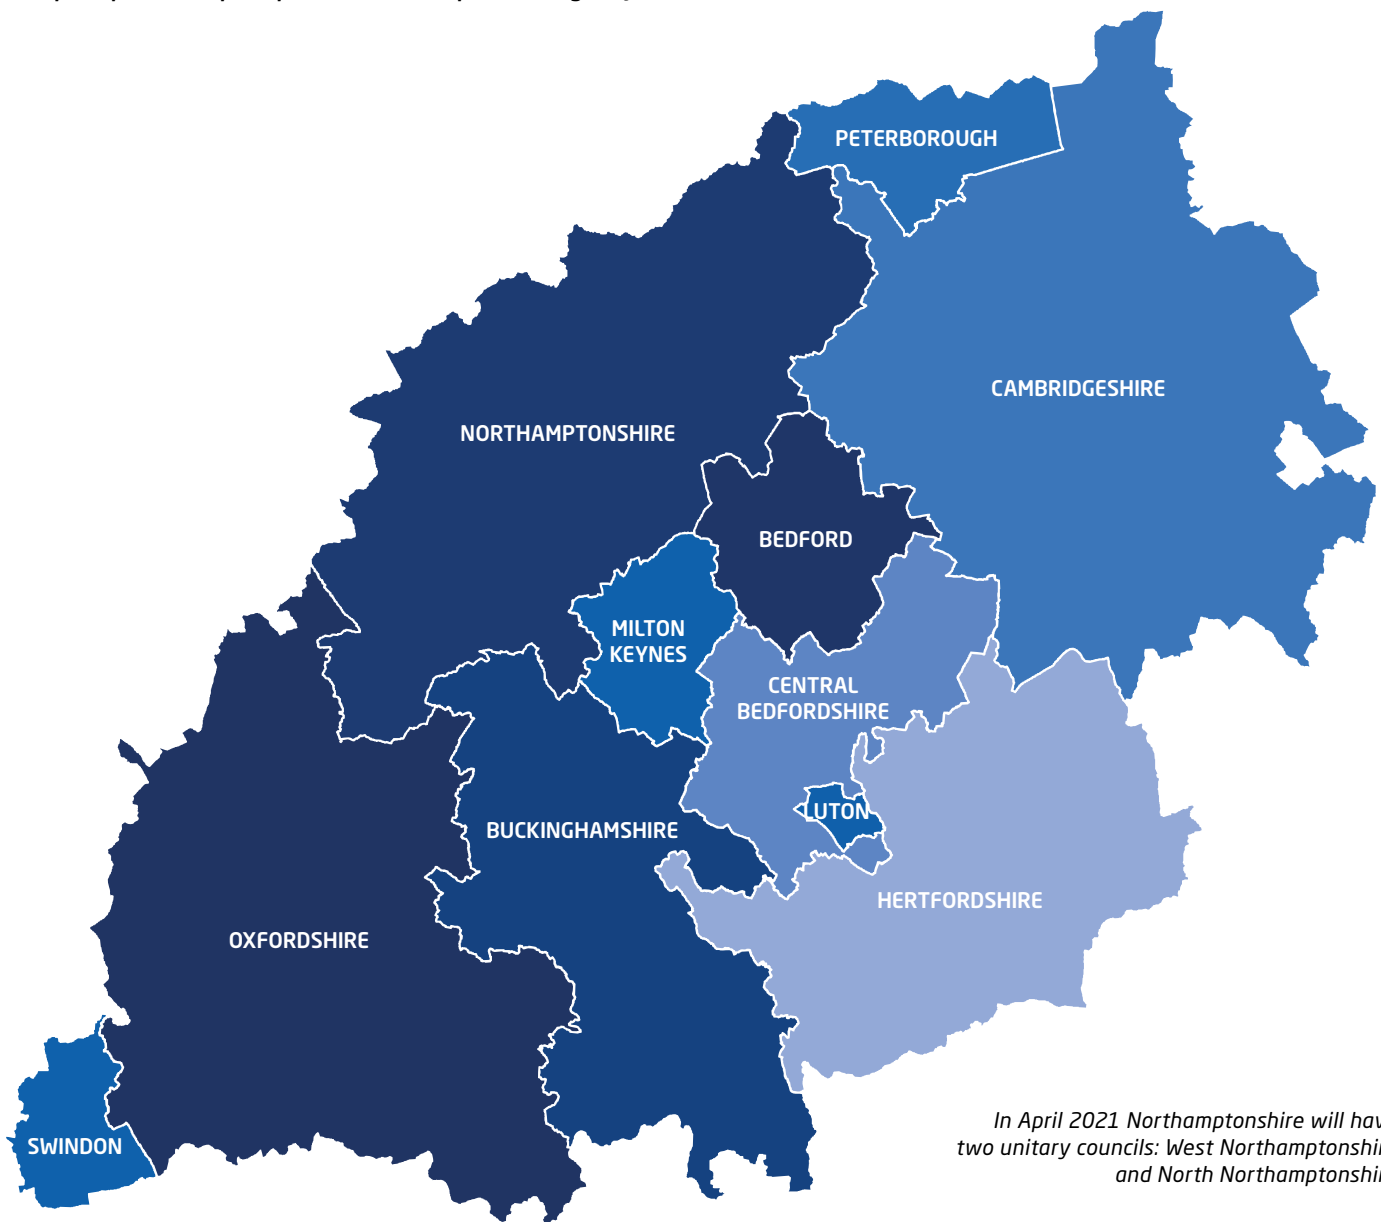 PETERBOROUGH
CAMBRIDGESHIRE
NORTHAMPTONSHIRE
BEDFORD
MILTON
KEYNES
CENTRAL
BEDFORDSHIRE
LUTON
BUCKINGHAMSHIRE
HERTFORDSHIRE
OXFORDSHIRE
SWINDON
In April 2021 Northamptonshire will hav
two unitary councils: West Northamptonshi
and North Northamptonshi